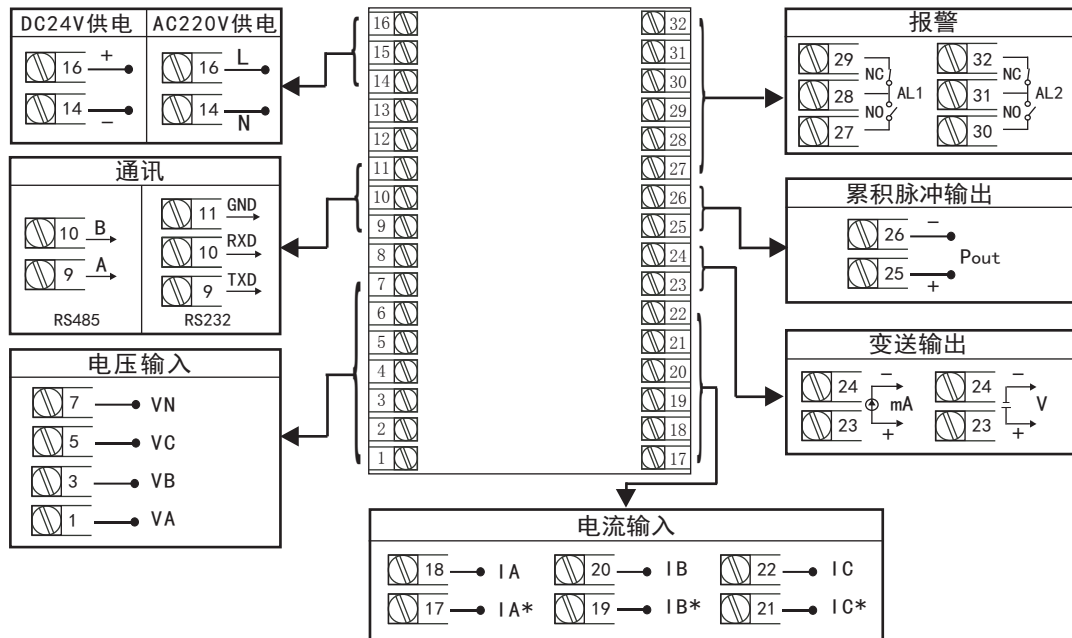 DC24V供电 AC220V供电
16 + 16 L
14 - 14 N
通讯
10 B
9 A
RS485
11 GND
10 RXD
9 TXD
RS232
电压输入
7 VN
5 VC
3 VB
1 VA
16 32
15 31
14 30
13 29
12 28
11 27
10 26
9 25
8 24
7 23
6 22
5 21
4 20
3 19
2 18
1 17
报警
29 NC
28 AL1
27 NO
32 NC
31 AL2
30 NO
累积脉冲输出
26 -
Pout
25 +
变送输出
24 - 24 -
mA V
23 + 23 +
电流输入
18 IA 20 IB 22 IC
17 IA* 19 IB* 21 IC*